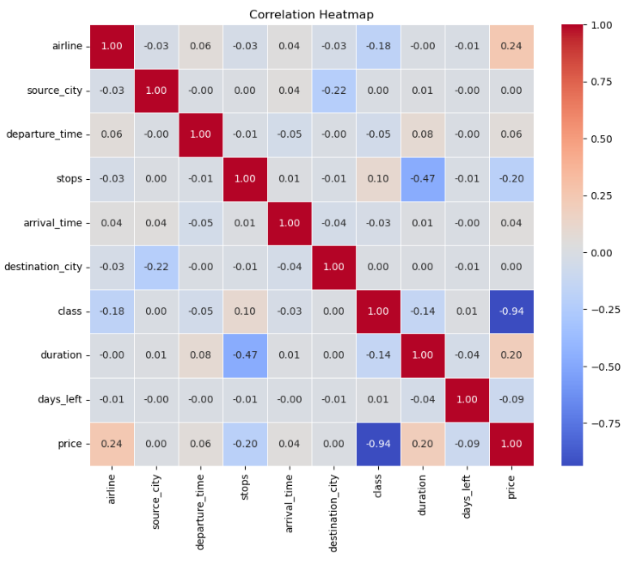 Correlation Heatmap
airline 1.00 -0.03 0.06 -0.03 0.04 -0.03 -0.18 -0.00 -0.01 0.24
source_city -0.03 1.00 -0.00 0.00 0.04 -0.22 0.00 0.01 -0.00 0.00
departure_time 0.06 -0.00 1.00 -0.01 -0.05 -0.00 -0.05 0.08 -0.00 0.06
stops -0.03 0.00 -0.01 1.00 0.01 -0.01 0.10 -0.47 -0.01 -0.20
arrival_time 0.04 0.04 -0.05 0.01 1.00 -0.04 -0.03 0.01 -0.00 0.04
destination_city -0.03 -0.22 -0.00 -0.01 -0.04 1.00 0.00 0.00 -0.01 0.00
class -0.18 0.00 -0.05 0.10 -0.03 0.00 1.00 -0.14 0.01 -0.94
duration -0.00 0.01 0.08 -0.47 0.01 0.00 -0.14 1.00 -0.04 0.20
days_left -0.01 -0.00 -0.00 -0.01 -0.00 -0.01 0.01 -0.04 1.00 -0.09
price 0.24 0.00 0.06 -0.20 0.04 0.00 -0.94 0.20 -0.09 1.00
airline source_city departure_time stops arrival_time destination_city class duration days_left price
1.00
0.75
0.50
0.25
0.00
−0.25
−0.50
−0.75